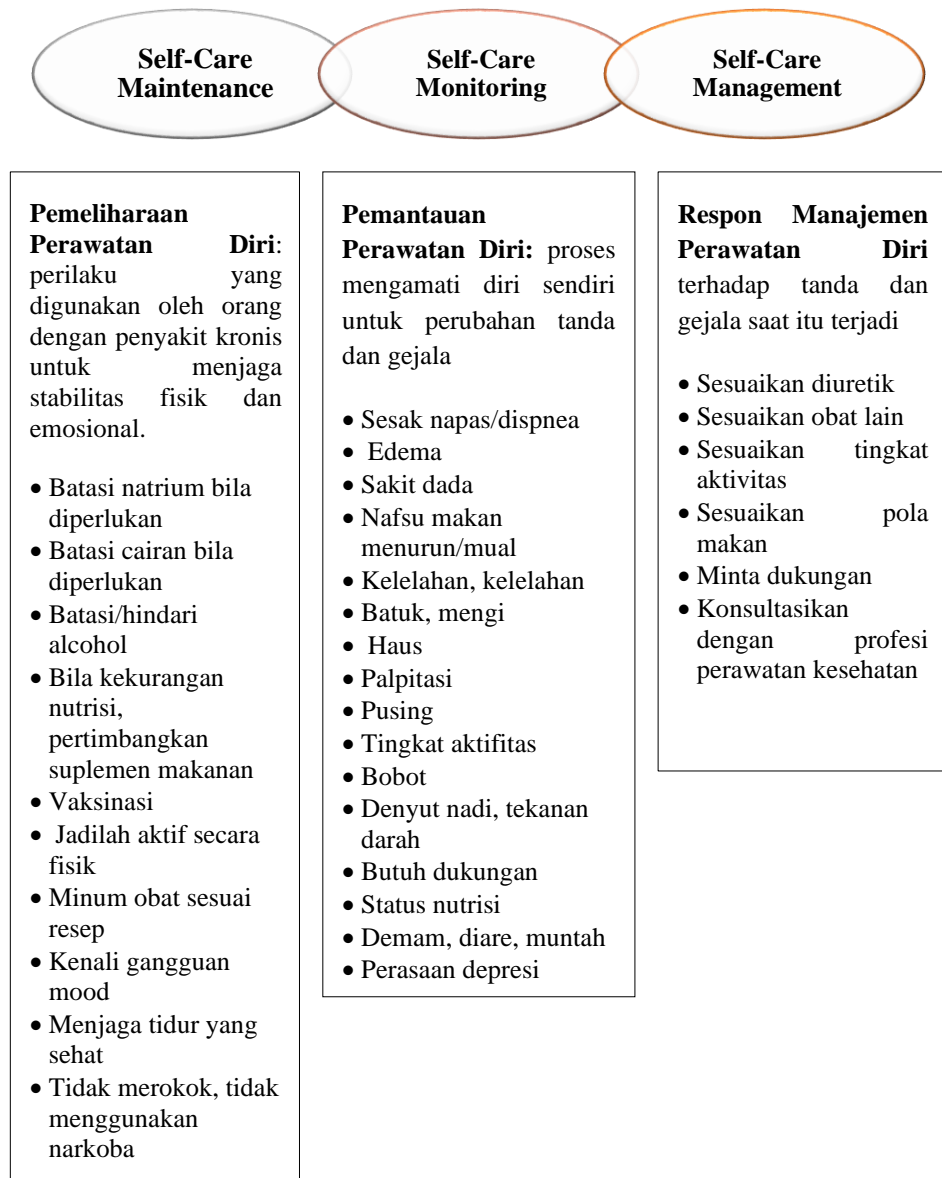 Self-Care
Maintenance
Self-Care
Monitoring
Self-Care
Management
Pemeliharaan
Perawatan Diri:
perilaku yang
digunakan oleh orang
dengan penyakit kronis
untuk menjaga
stabilitas fisik dan
emosional.
• Batasi natrium bila
diperlukan
• Batasi cairan bila
diperlukan
• Batasi/hindari
alcohol
• Bila kekurangan
nutrisi,
pertimbangkan
suplemen makanan
• Vaksinasi
• Jadilah aktif secara
fisik
• Minum obat sesuai
resep
• Kenali gangguan
mood
• Menjaga tidur yang
sehat
• Tidak merokok, tidak
menggunakan
narkoba
Pemantauan
Perawatan Diri: proses
mengamati diri sendiri
untuk perubahan tanda
dan gejala
• Sesak napas/dispnea
• Edema
• Sakit dada
• Nafsu makan
menurun/mual
• Kelelahan, kelelahan
• Batuk, mengi
• Haus
• Palpitasi
• Pusing
• Tingkat aktifitas
• Bobot
• Denyut nadi, tekanan
darah
• Butuh dukungan
• Status nutrisi
• Demam, diare, muntah
• Perasaan depresi
Respon Manajemen
Perawatan Diri
terhadap tanda dan
gejala saat itu terjadi
• Sesuaikan diuretik
• Sesuaikan obat lain
• Sesuaikan tingkat
aktivitas
• Sesuaikan pola
makan
• Minta dukungan
• Konsultasikan
dengan profesi
perawatan kesehatan